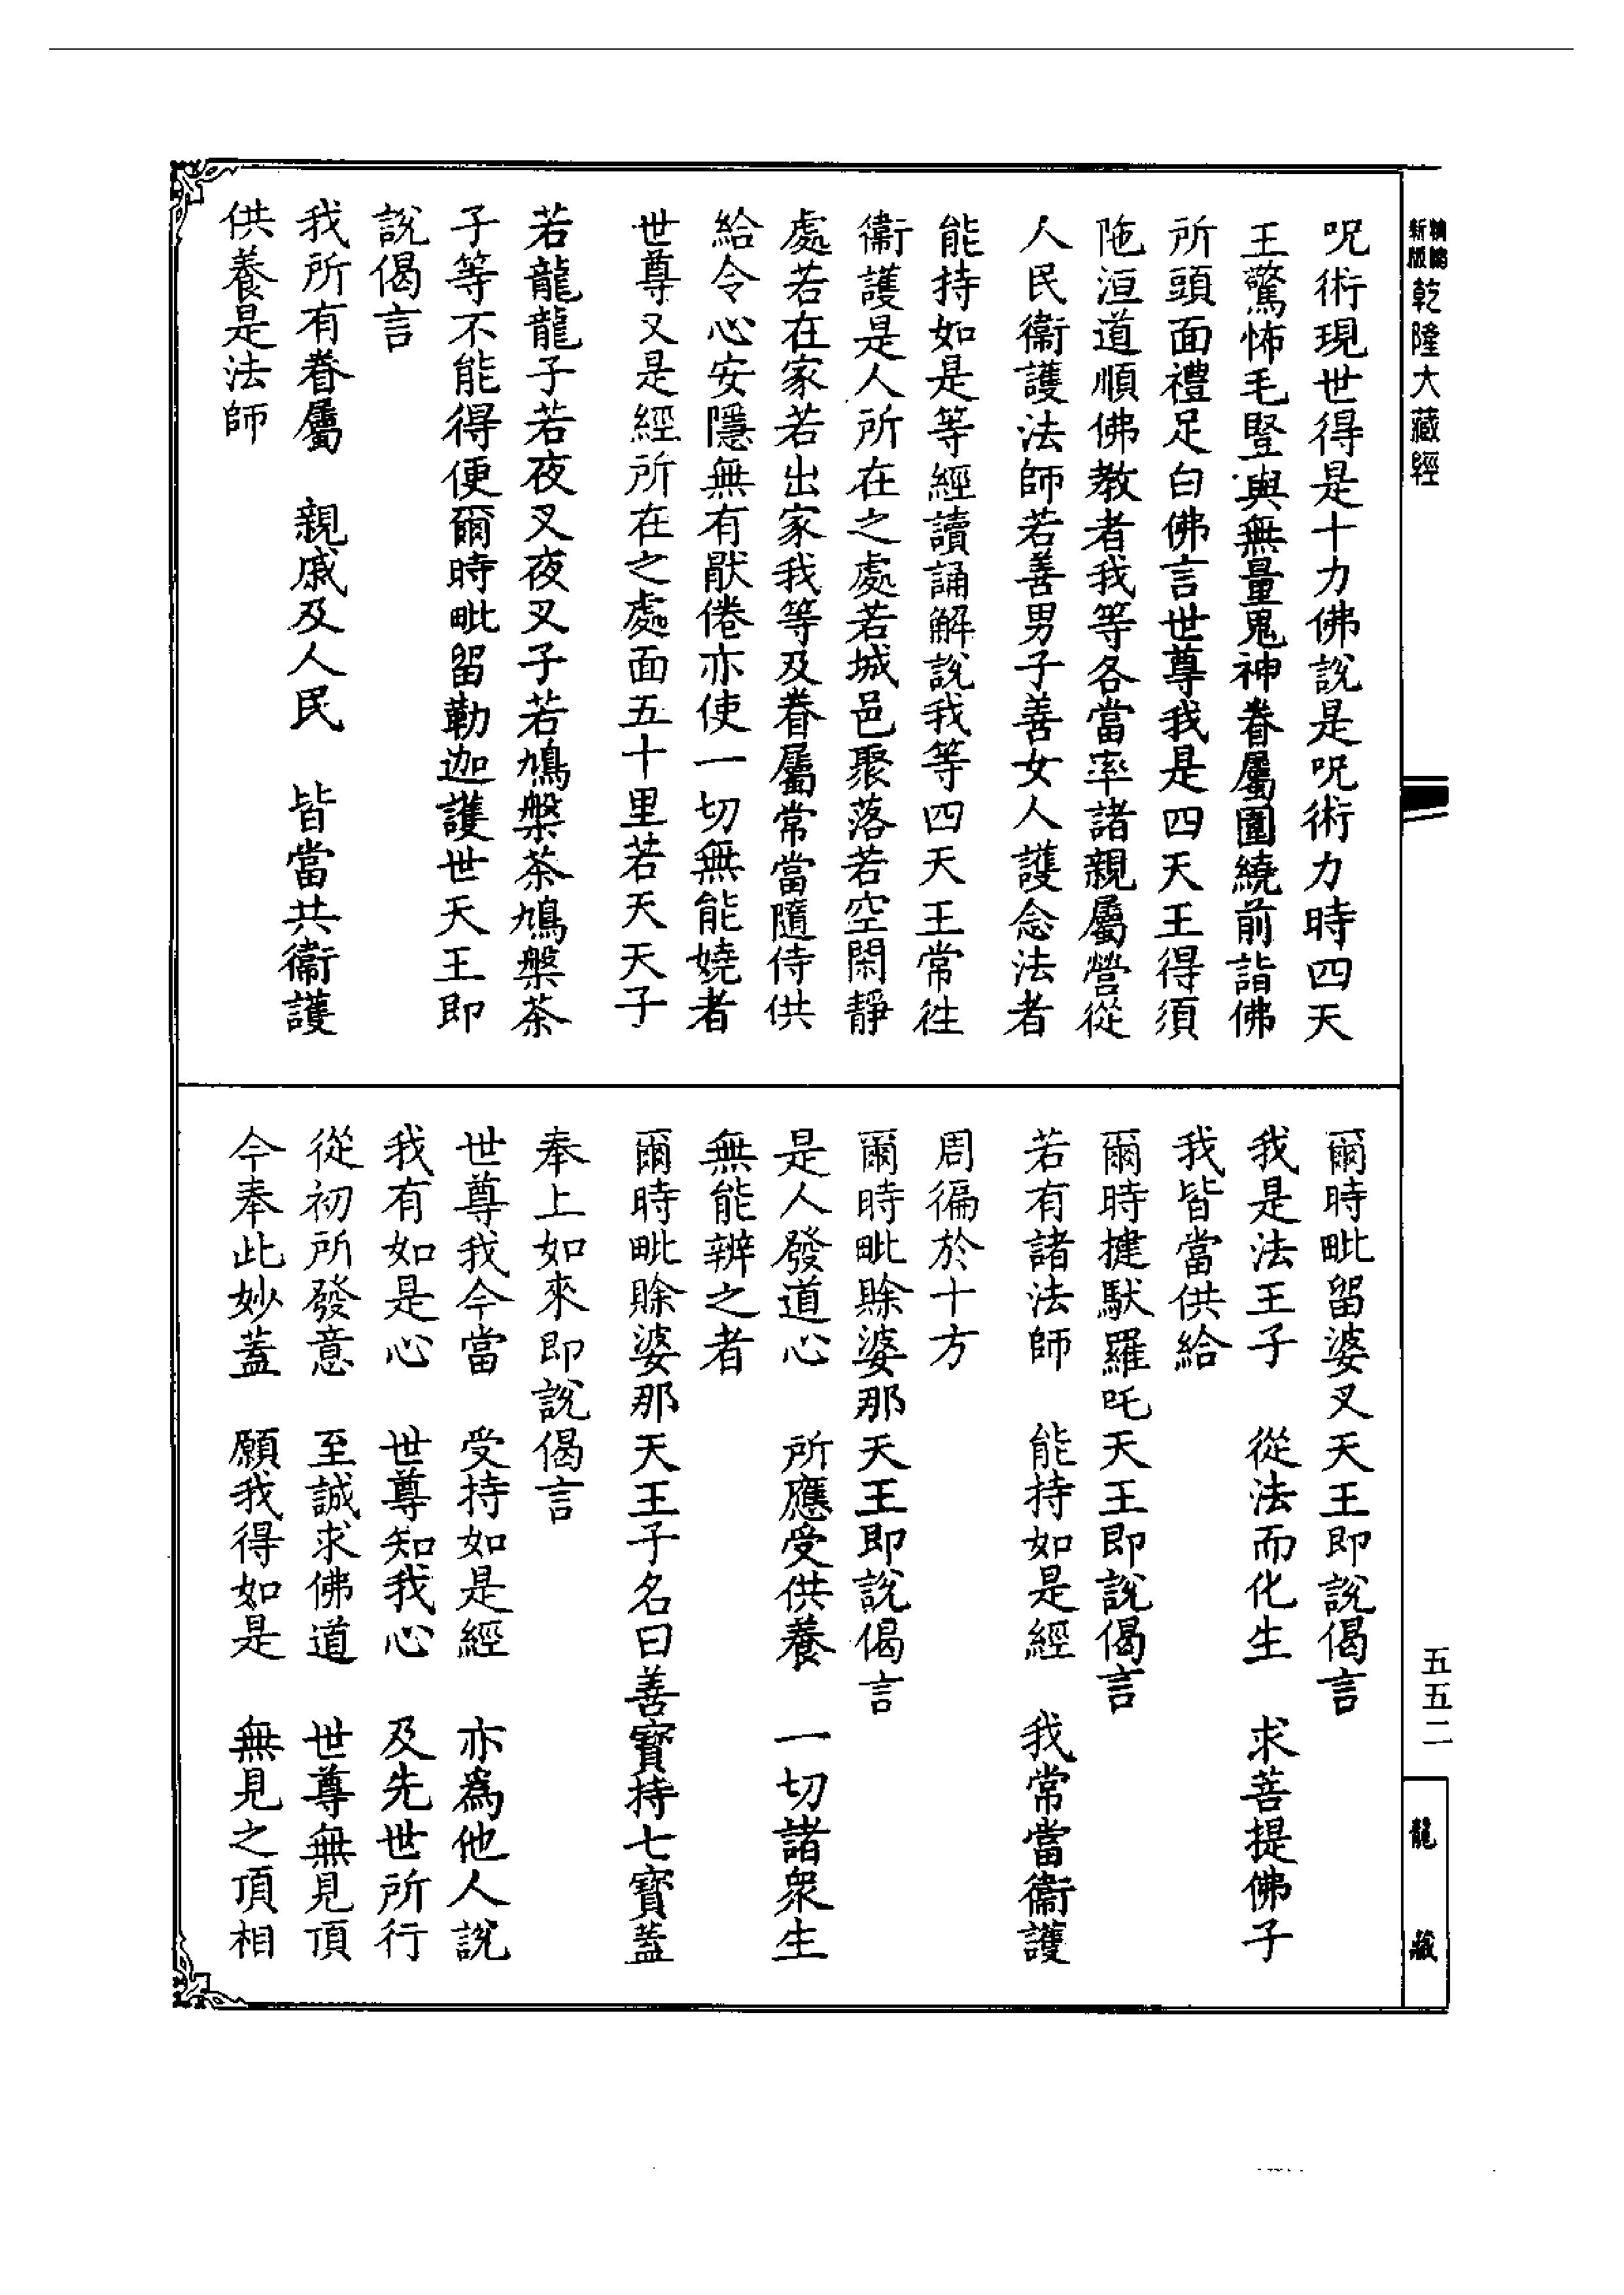 新版
乾隆大藏經
五五二
龍藏
呪術現世得是十力佛說是呪術力時四天
王驚怖毛豎與無量鬼神眷屬圍繞前詣佛
所頭面禮足白佛言世尊我是四天王得須
陁洹道順佛教者我等各當率諸親屬營從
人民衞護法師若善男子善女人護念法者
能持如是等經讀誦解說我等四天王常往
衞護是人所在之處若城邑聚落若空閑靜
處若在家若出家我等及眷屬常當隨侍供
給令心安隱無有猒倦亦使一切無能嬈者
世尊又是經所在之處面五十里若天天子
若龍龍子若夜叉夜叉子若鳩槃茶鳩槃茶
子等不能得便爾時毗留勒迦護世天王即
說偈言
我所有眷屬　親戚及人民　皆當共衞護
供養是法師
爾時毗留婆叉天王即說偈言
我是法王子　從法而化生　求菩提佛子
我皆當供給
爾時揵馱羅吒天王即說偈言
若有諸法師　能持如是經　我常當衞護
周徧於十方
爾時毗賖婆那天王即說偈言
是人發道心　所應受供養　一切諸眾生
無能辨之者
爾時毗賖婆那天王子名曰善寳持七寳蓋
奉上如來即說偈言
世尊我今當　受持如是經　亦為他人說
我有如是心　世尊知我心　及先世所行
從初所發意　至誠求佛道　世尊無見頂
今奉此妙蓋　願我得如是　無見之頂相